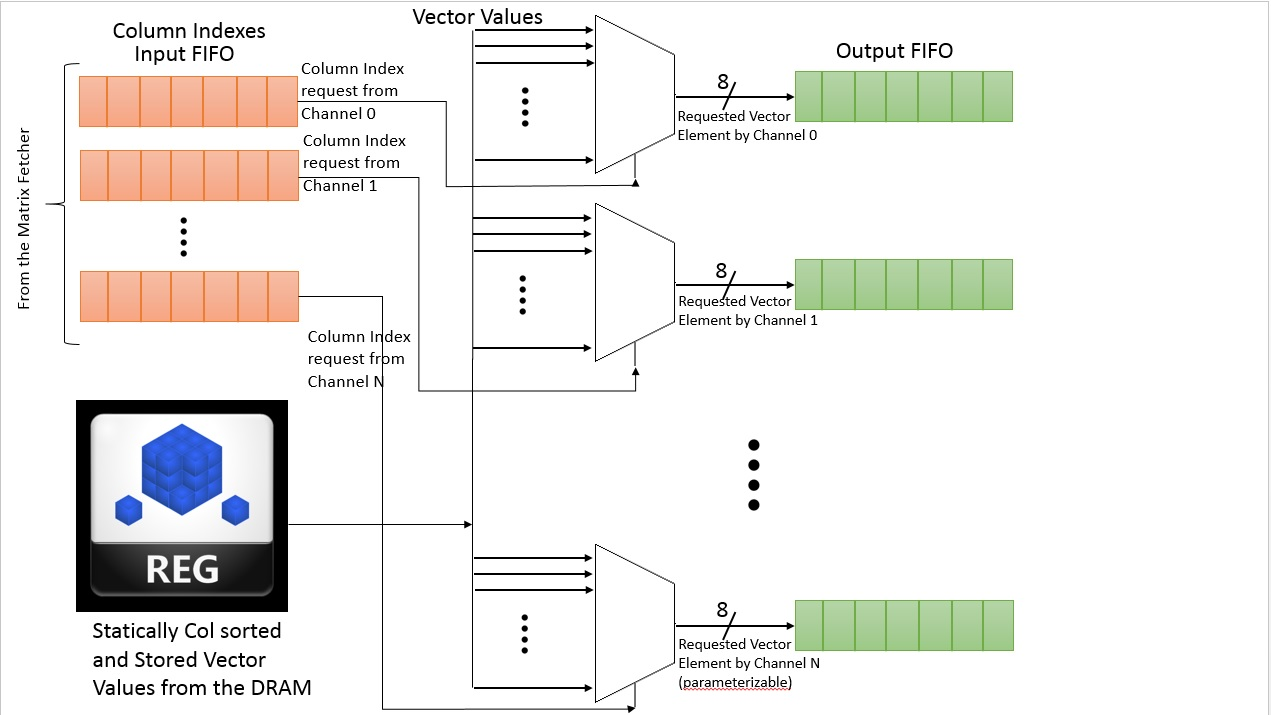 Vector Values
Column Indexes
Input FIFO
Output FIFO
From the Matrix Fetcher
Column Index
request from
Channel 0
Column Index
request from
Channel 1
Column Index
request from
Channel N
8
Requested Vector
Element by Channel 0
8
Requested Vector
Element by Channel 1
8
Requested Vector
Element by Channel N
(parameterizable)
REG
Statically Col sorted
and Stored Vector
Values from the DRAM